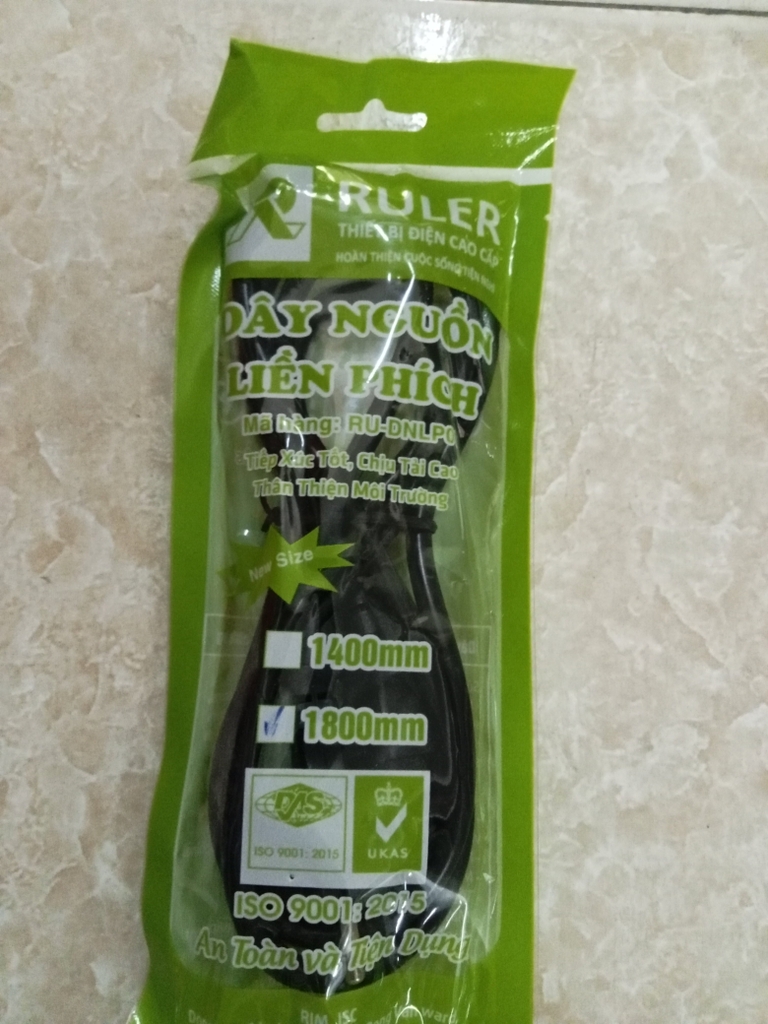 RULER
THIẾT BỊ ĐIỆN CAO CẤP
HOÀN THIỆN CUỘC SỐNG TIỆN NGHI
DÂY NGUỒN
LIỀN PHÍCH
Mã hàng: RU-DNLP0
Tiếp Xúc Tốt, Chịu Tải Cao
Thân Thiện Môi Trường
New Size
1400mm
1800mm
DAS
ISO 9001: 2015
UKAS
ISO 9001: 2015
An Toàn và Tiện Dụng
RIM .,JSC